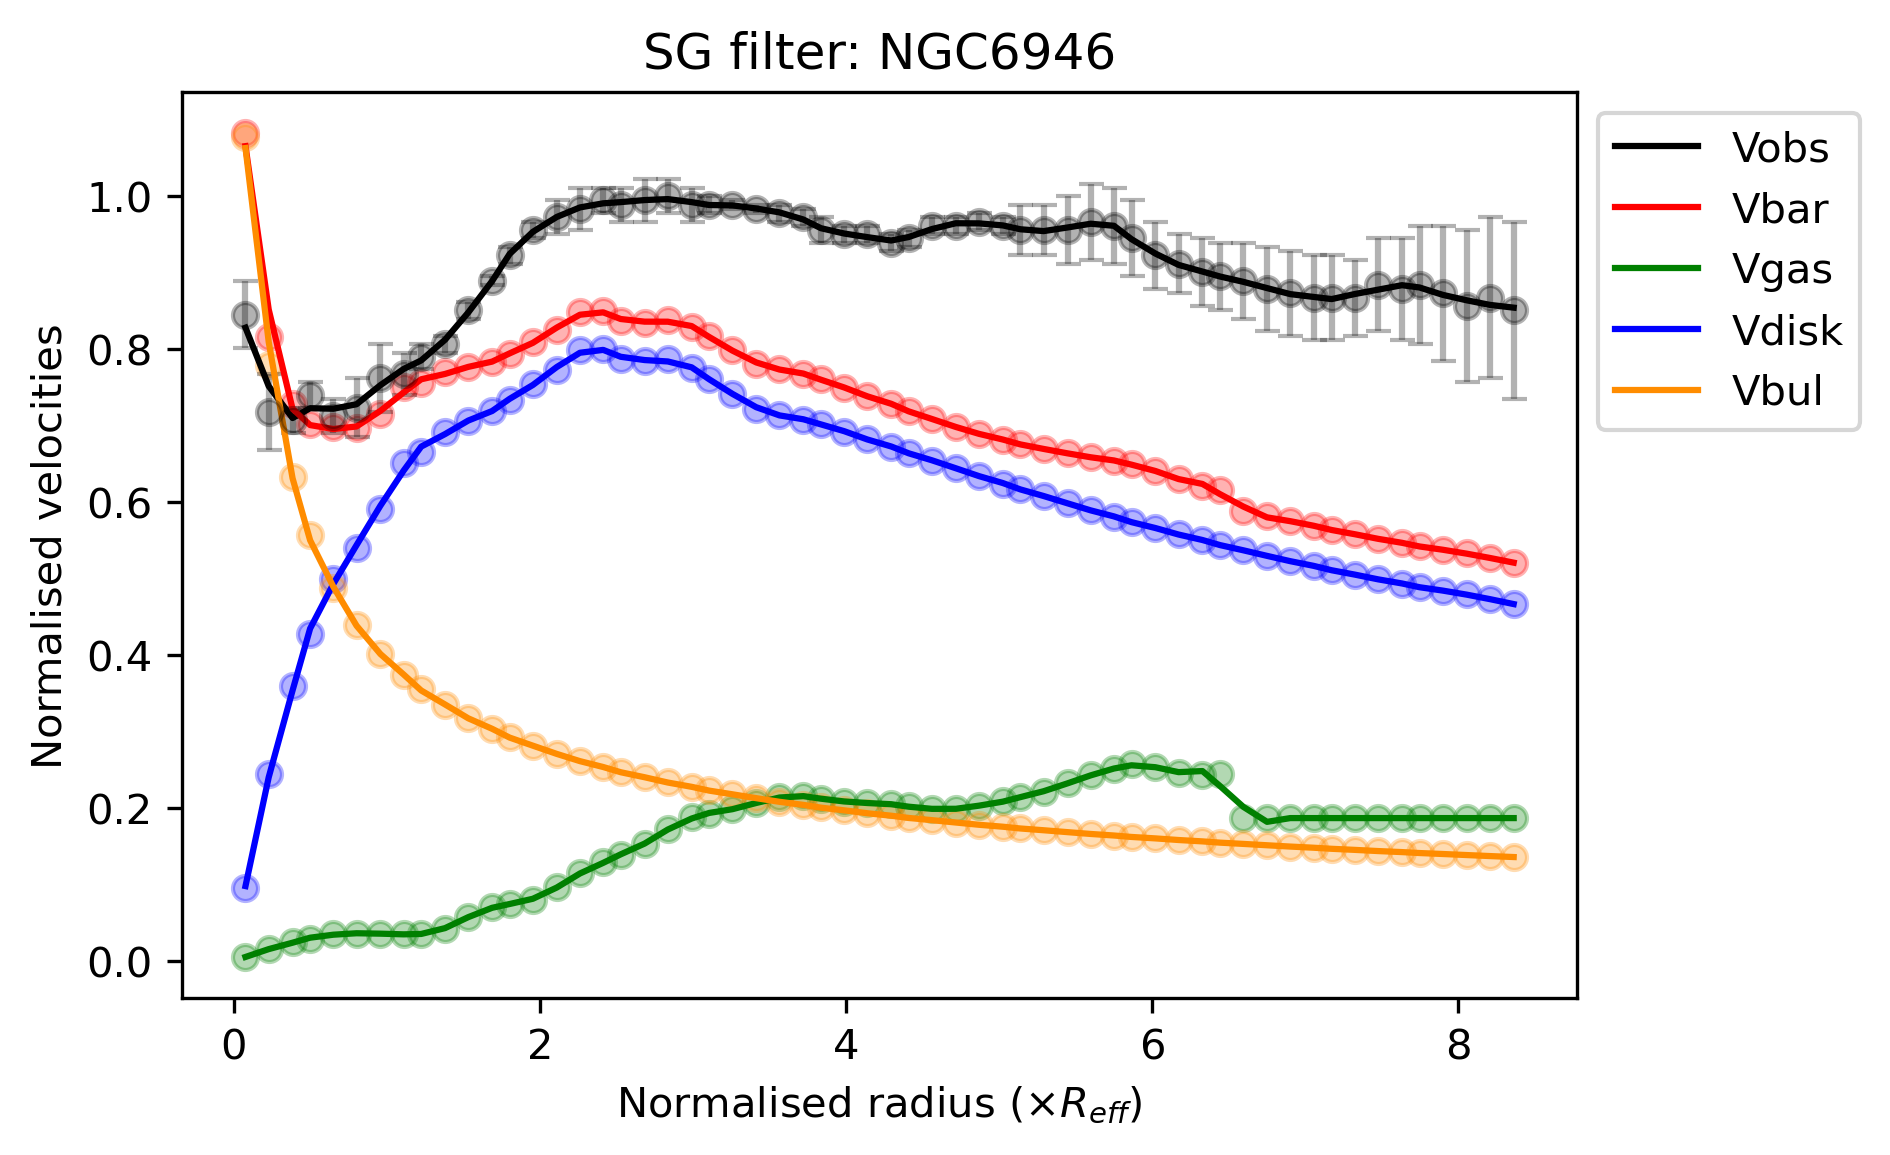 SG filter: NGC6946
Normalised velocities
1.0
0.8
0.6
0.4
0.2
0.0
0 2 4 6 8
Normalised radius (×R_eff)
Vobs
Vbar
Vgas
Vdisk
Vbul